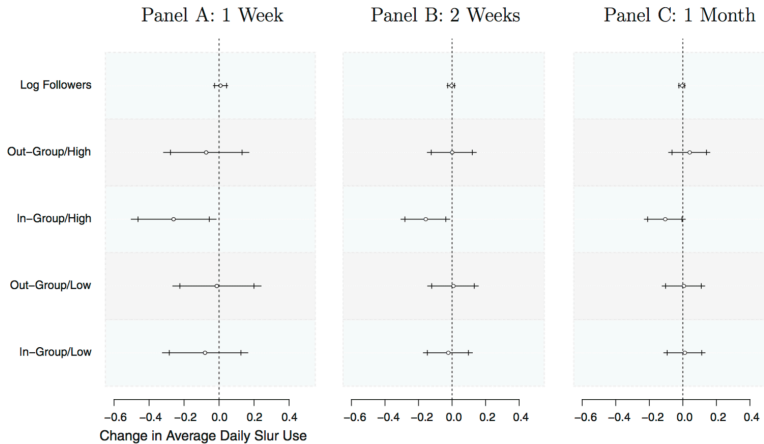 Panel A: 1 Week
Panel B: 2 Weeks
Panel C: 1 Month
Log Followers
Out−Group/High
In−Group/High
Out−Group/Low
In−Group/Low
−0.6 −0.4 −0.2 0.0 0.2 0.4
−0.6 −0.4 −0.2 0.0 0.2 0.4
−0.6 −0.4 −0.2 0.0 0.2 0.4
Change in Average Daily Slur Use